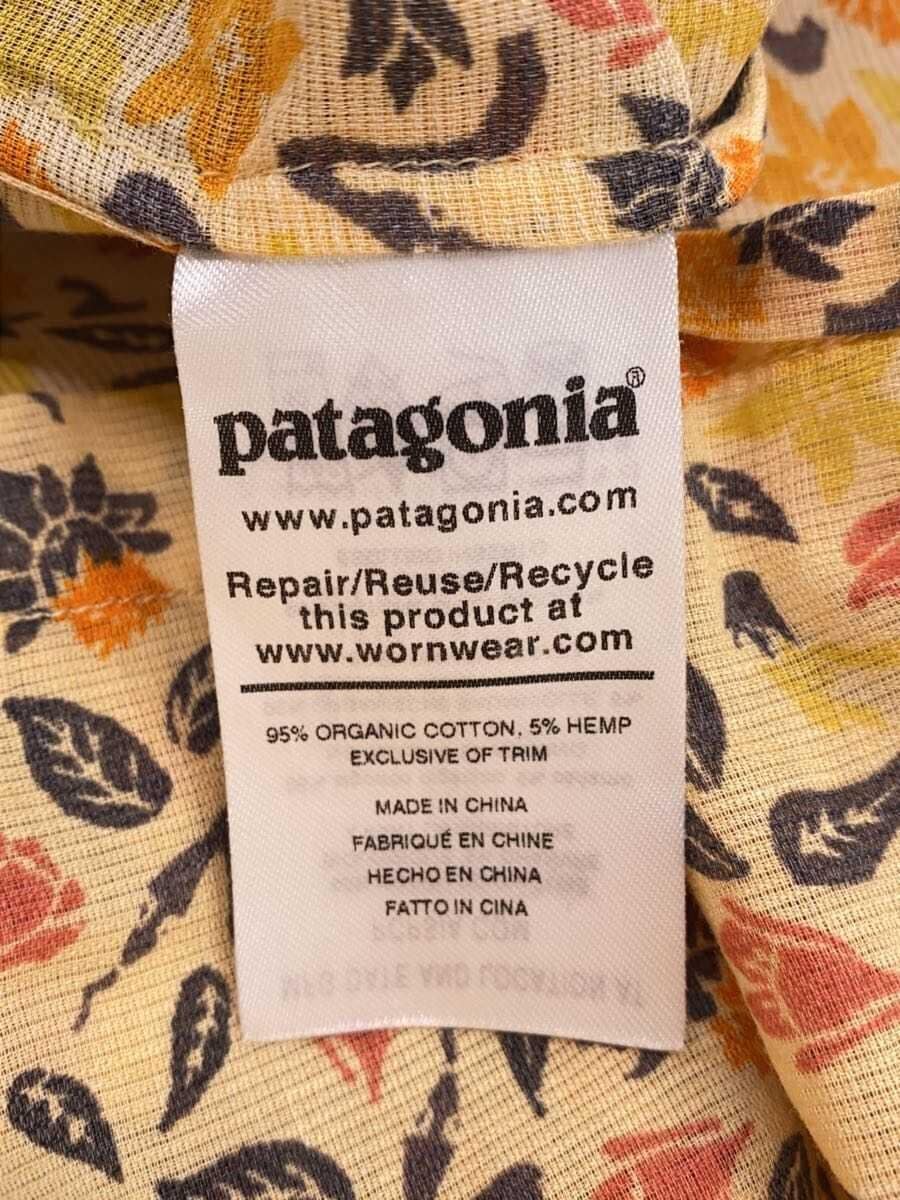 patagonia®
www.patagonia.com
Repair/Reuse/Recycle
this product at
www.wornwear.com
95% ORGANIC COTTON, 5% HEMP
EXCLUSIVE OF TRIM
MADE IN CHINA
FABRIQUÉ EN CHINE
HECHO EN CHINA
FATTO IN CINA